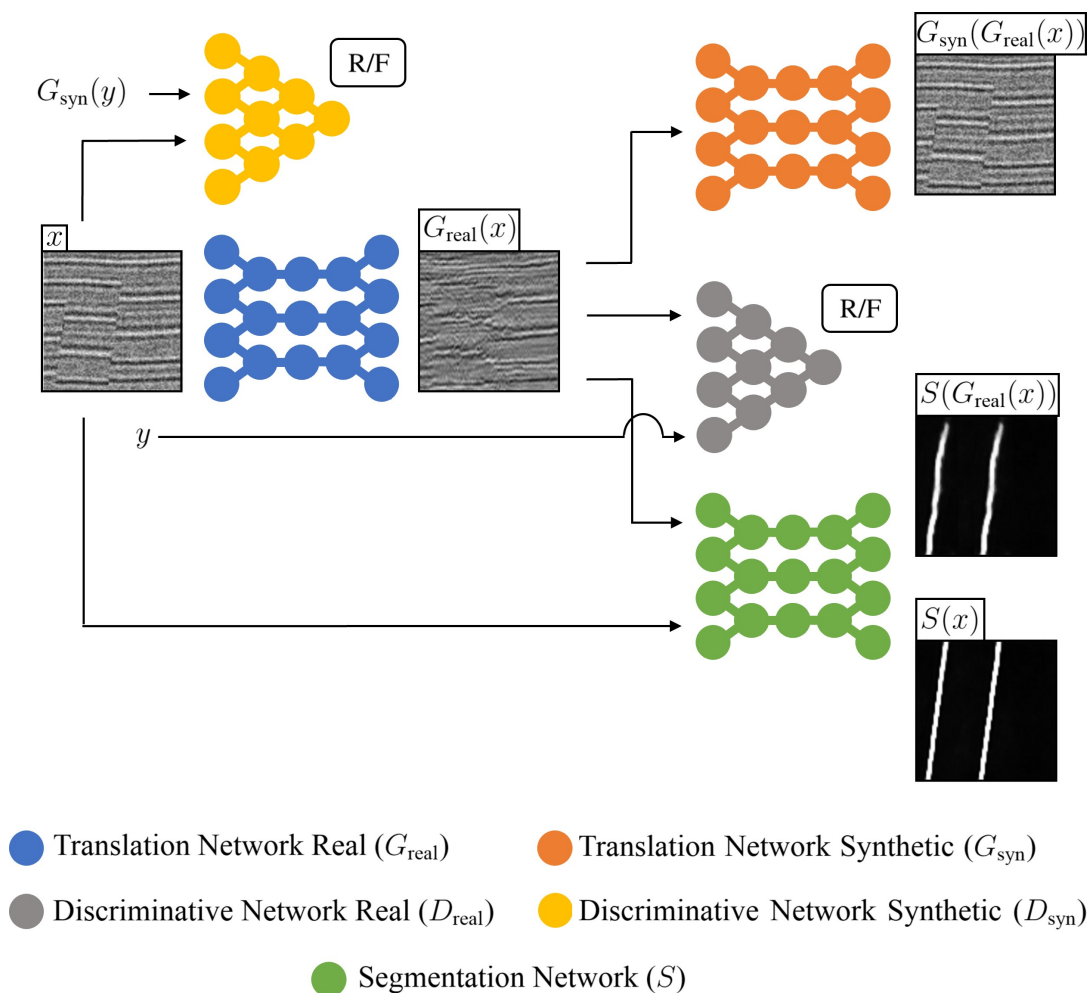 G_syn(G_real(x))
R/F
G_syn(y)
x
G_real(x)
R/F
S(G_real(x))
y
S(x)
Translation Network Real (G_real)
Translation Network Synthetic (G_syn)
Discriminative Network Real (D_real)
Discriminative Network Synthetic (D_syn)
Segmentation Network (S)